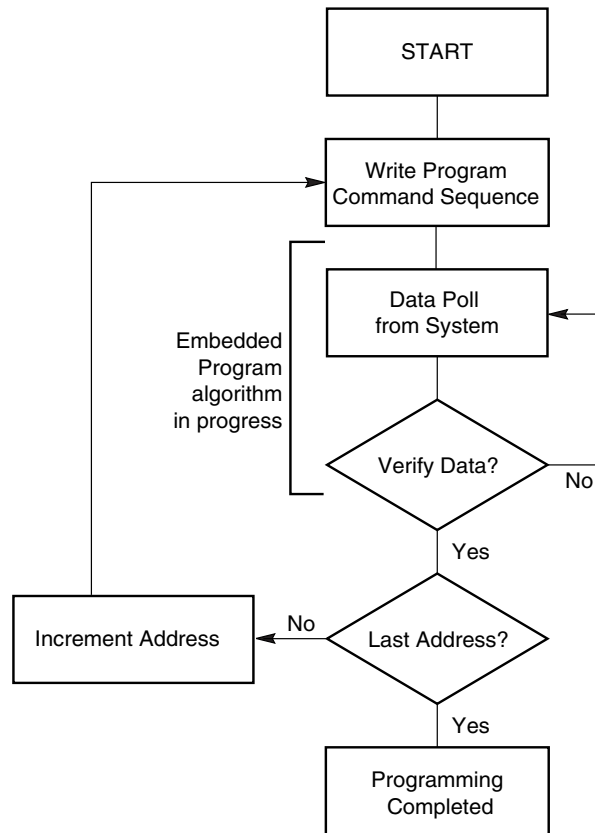 START
Write Program
Command Sequence
Data Poll
from System
Embedded
Program
algorithm
in progress
Verify Data?
No
Yes
Increment Address
No
Last Address?
Yes
Programming
Completed